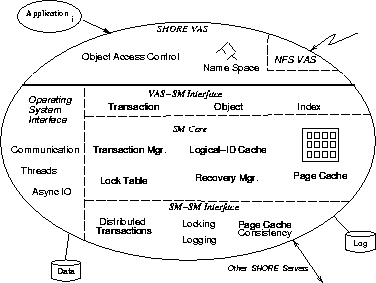 Application i
SHORE VAS
Object Access Control
Name Space
NFS VAS
VAS-SM Interface
Operating
System
Interface
Transaction
Object
Index
SM Core
Communication
Transaction Mgr.
Logical-ID Cache
Threads
Lock Table
Recovery Mgr.
Page Cache
Async IO
SM-SM Interface
Distributed
Transactions
Locking
Logging
Page Cache
Consistency
Data
Log
Other SHORE Servers